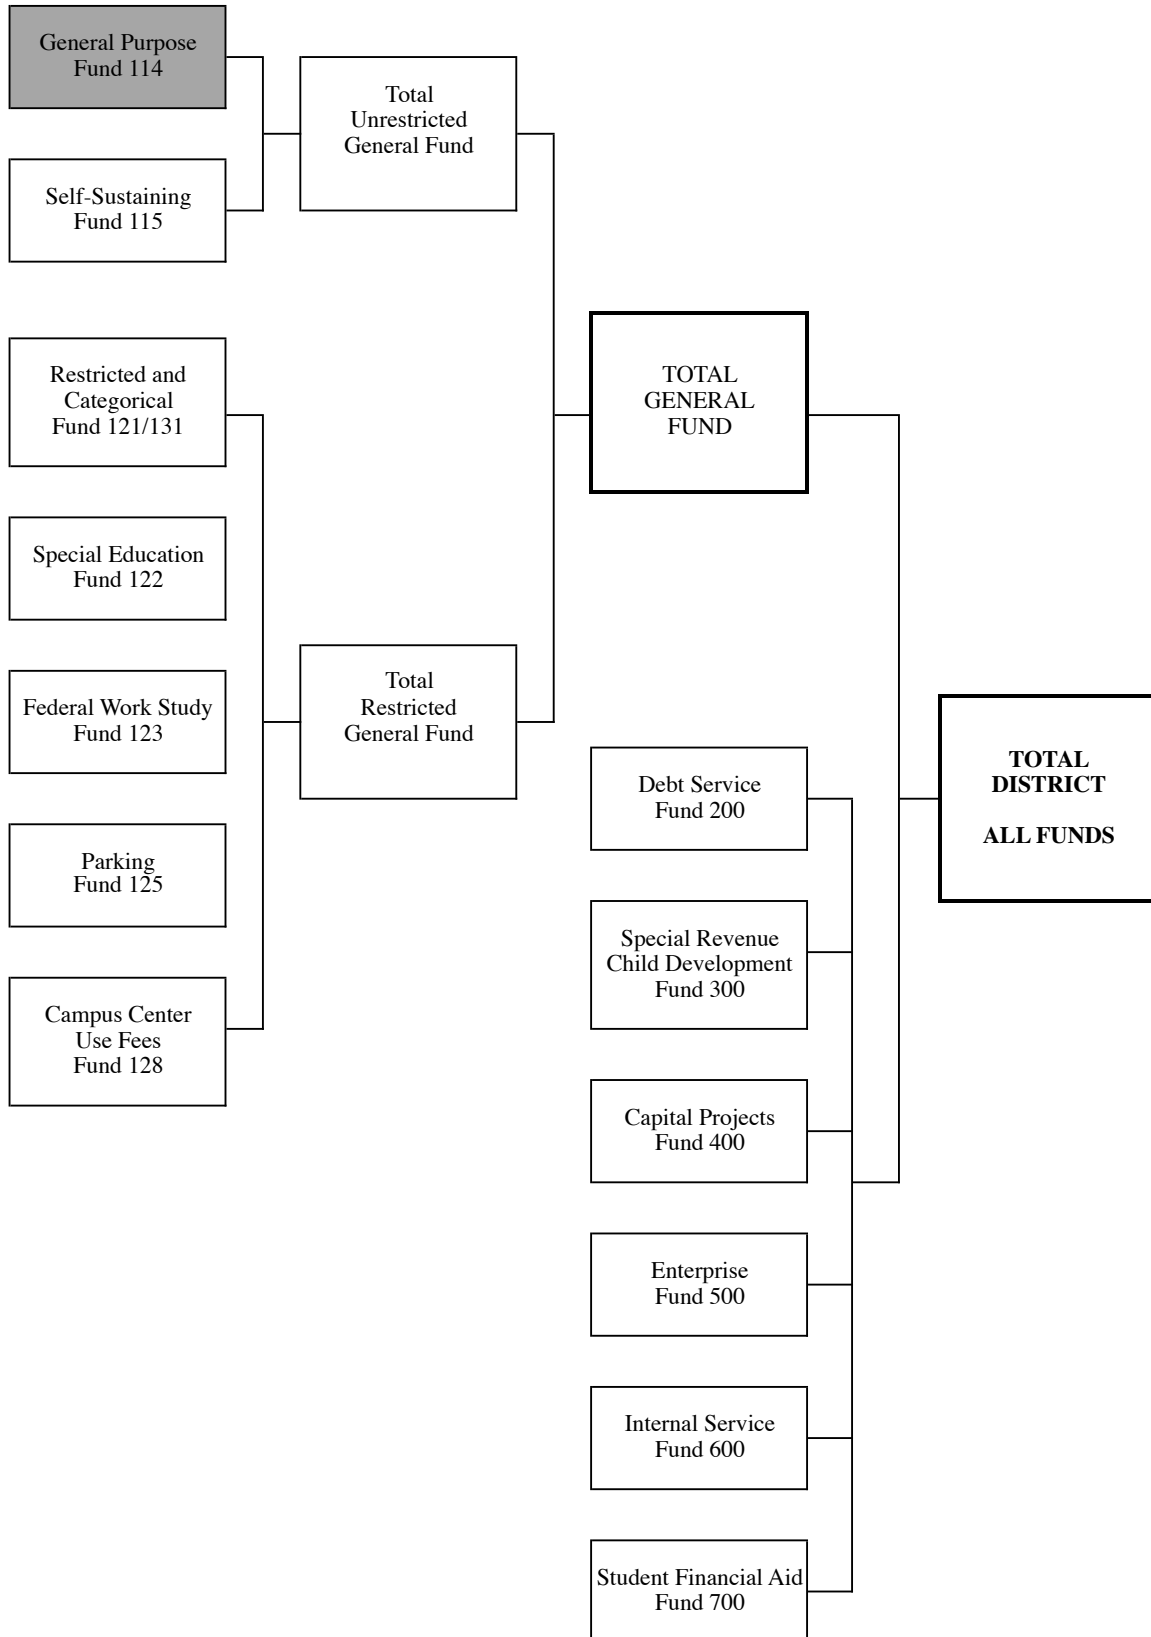 General Purpose
Fund 114
Self-Sustaining
Fund 115
Restricted and
Categorical
Fund 121/131
Special Education
Fund 122
Federal Work Study
Fund 123
Parking
Fund 125
Campus Center
Use Fees
Fund 128
Total
Unrestricted
General Fund
Total
Restricted
General Fund
TOTAL
GENERAL
FUND
Debt Service
Fund 200
Special Revenue
Child Development
Fund 300
Capital Projects
Fund 400
Enterprise
Fund 500
Internal Service
Fund 600
Student Financial Aid
Fund 700
TOTAL
DISTRICT
ALL FUNDS